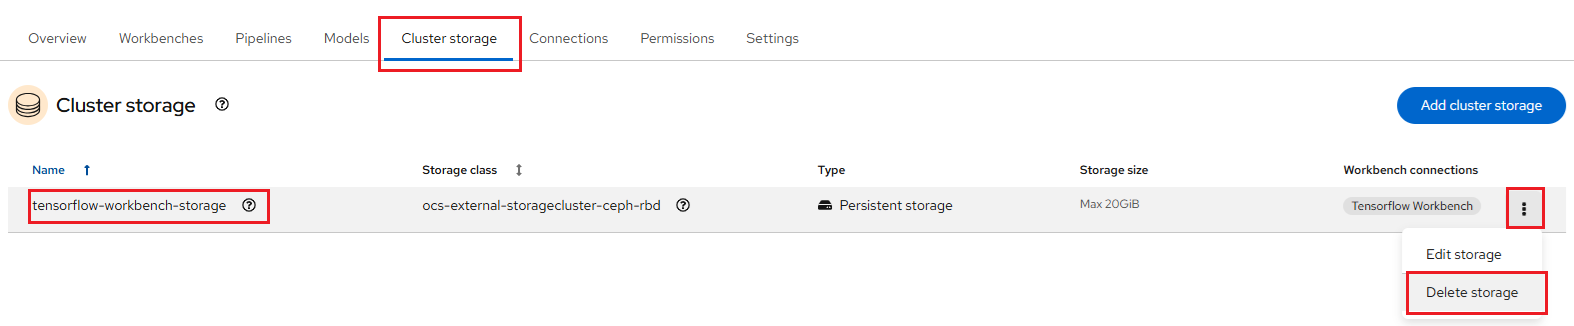 Overview Workbenches Pipelines Models Cluster storage Connections Permissions Settings
Cluster storage
Add cluster storage
Name Storage class Type Storage size Workbench connections
tensorflow-workbench-storage ocs-external-storagecluster-ceph-rbd Persistent storage Max 20GiB Tensorflow Workbench
Edit storage
Delete storage